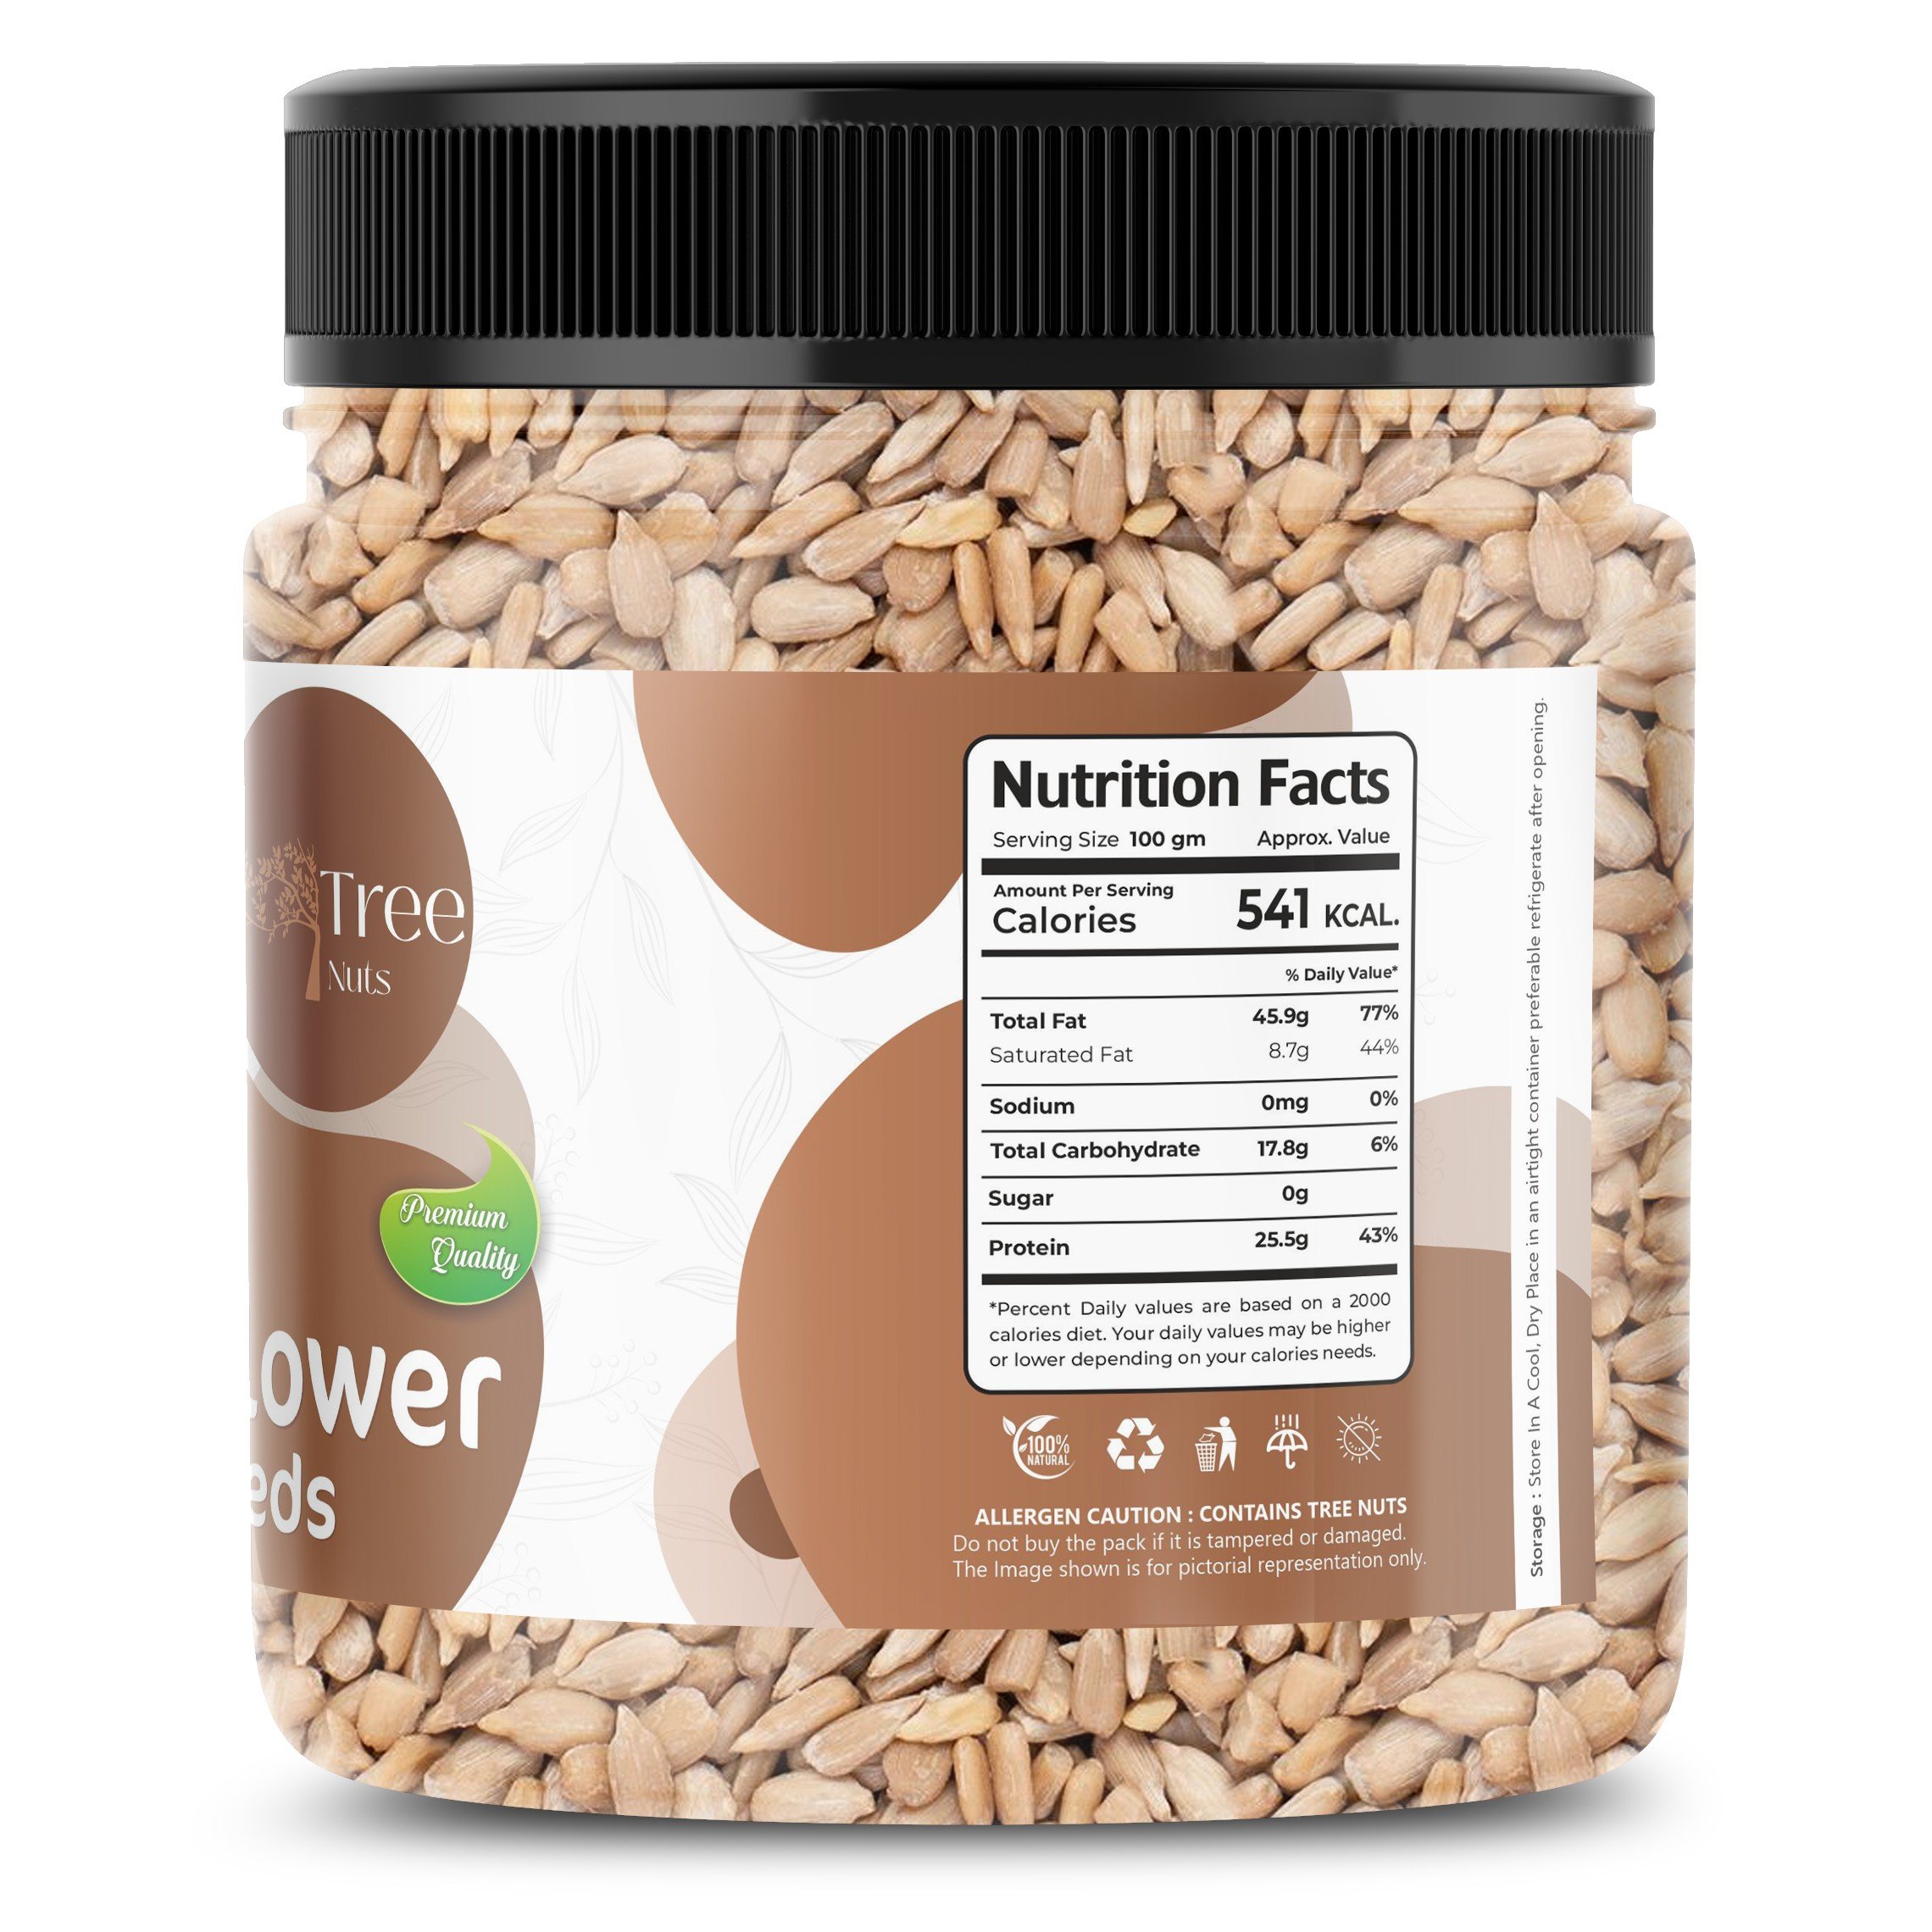 Tree
Nuts
Premium
Quality
lower
eds
Nutrition Facts
Serving Size 100 gm Approx. Value
Amount Per Serving
Calories 541 KCAL.
% Daily Value*
Total Fat 45.9g 77%
Saturated Fat 8.7g 44%
Sodium 0mg 0%
Total Carbohydrate 17.8g 6%
Sugar 0g
Protein 25.5g 43%
*Percent Daily values are based on a 2000
calories diet. Your daily values may be higher
or lower depending on your calories needs.
100%
NATURAL
ALLERGEN CAUTION : CONTAINS TREE NUTS
Do not buy the pack if it is tampered or damaged.
The Image shown is for pictorial representation only.
Storage : Store In A Cool, Dry Place in an airtight container preferable refrigerate after opening.